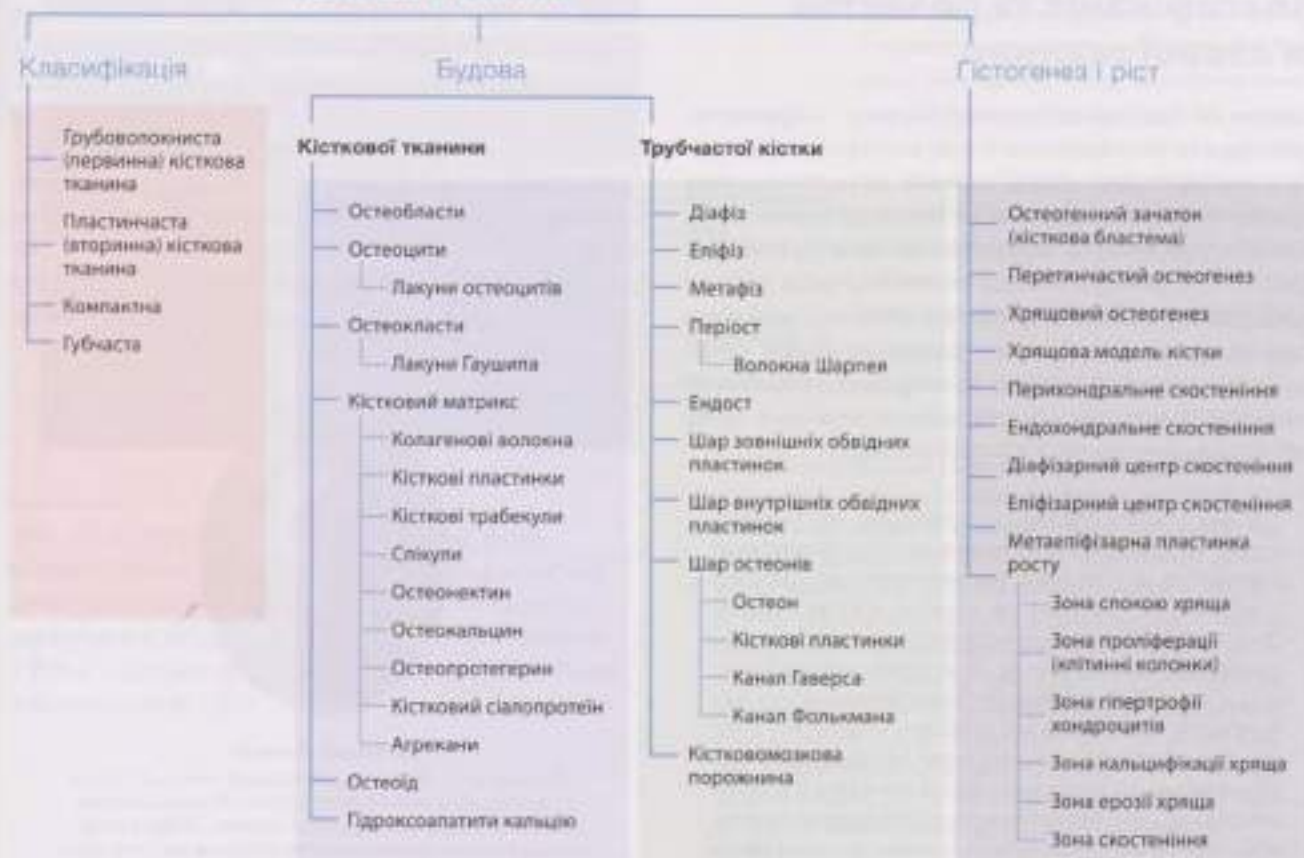 Класифікація
Грубоволокниста
(первинна) кісткова
тканина
Пластинчаста
(вторинна) кісткова
тканина
Компактна
Губчаста
Будова
Кісткової тканини
Остеобласти
Остеоцити
Лакуни остеоцитів
Остеокласти
Лакуни Гаушипа
Кістковий матрикс
Колагенові волокна
Кісткові пластинки
Кісткові трабекули
Спікули
Остеонектин
Остеокальцин
Остеопротегерин
Кістковий сіалопротеїн
Агрекани
Остеоїд
Гідроксоапатити кальцію
Трубчастої кістки
Діафіз
Епіфіз
Метафіз
Періост
Волокна Шарпея
Ендост
Шар зовнішніх обвідних
пластинок
Шар внутрішніх обвідних
пластинок
Шар остеонів
Остеон
Кісткові пластинки
Канал Гаверса
Канал Фолькмана
Кістковомозкова
порожнина
Гістогенез і ріст
Остеогенний зачаток
(кісткова бластема)
Перетинчастий остеогенез
Хрящовий остеогенез
Хрящова модель кістки
Перихондральне скостеніння
Ендохондральне скостеніння
Діафізарний центр скостеніння
Епіфізарний центр скостеніння
Метаепіфізарна пластинка
росту
Зона спокою хряща
Зона проліферації
(клітинні колонки)
Зона гіпертрофії
хондроцитів
Зона кальцифікації хряща
Зона ерозії хряща
Зона скостеніння